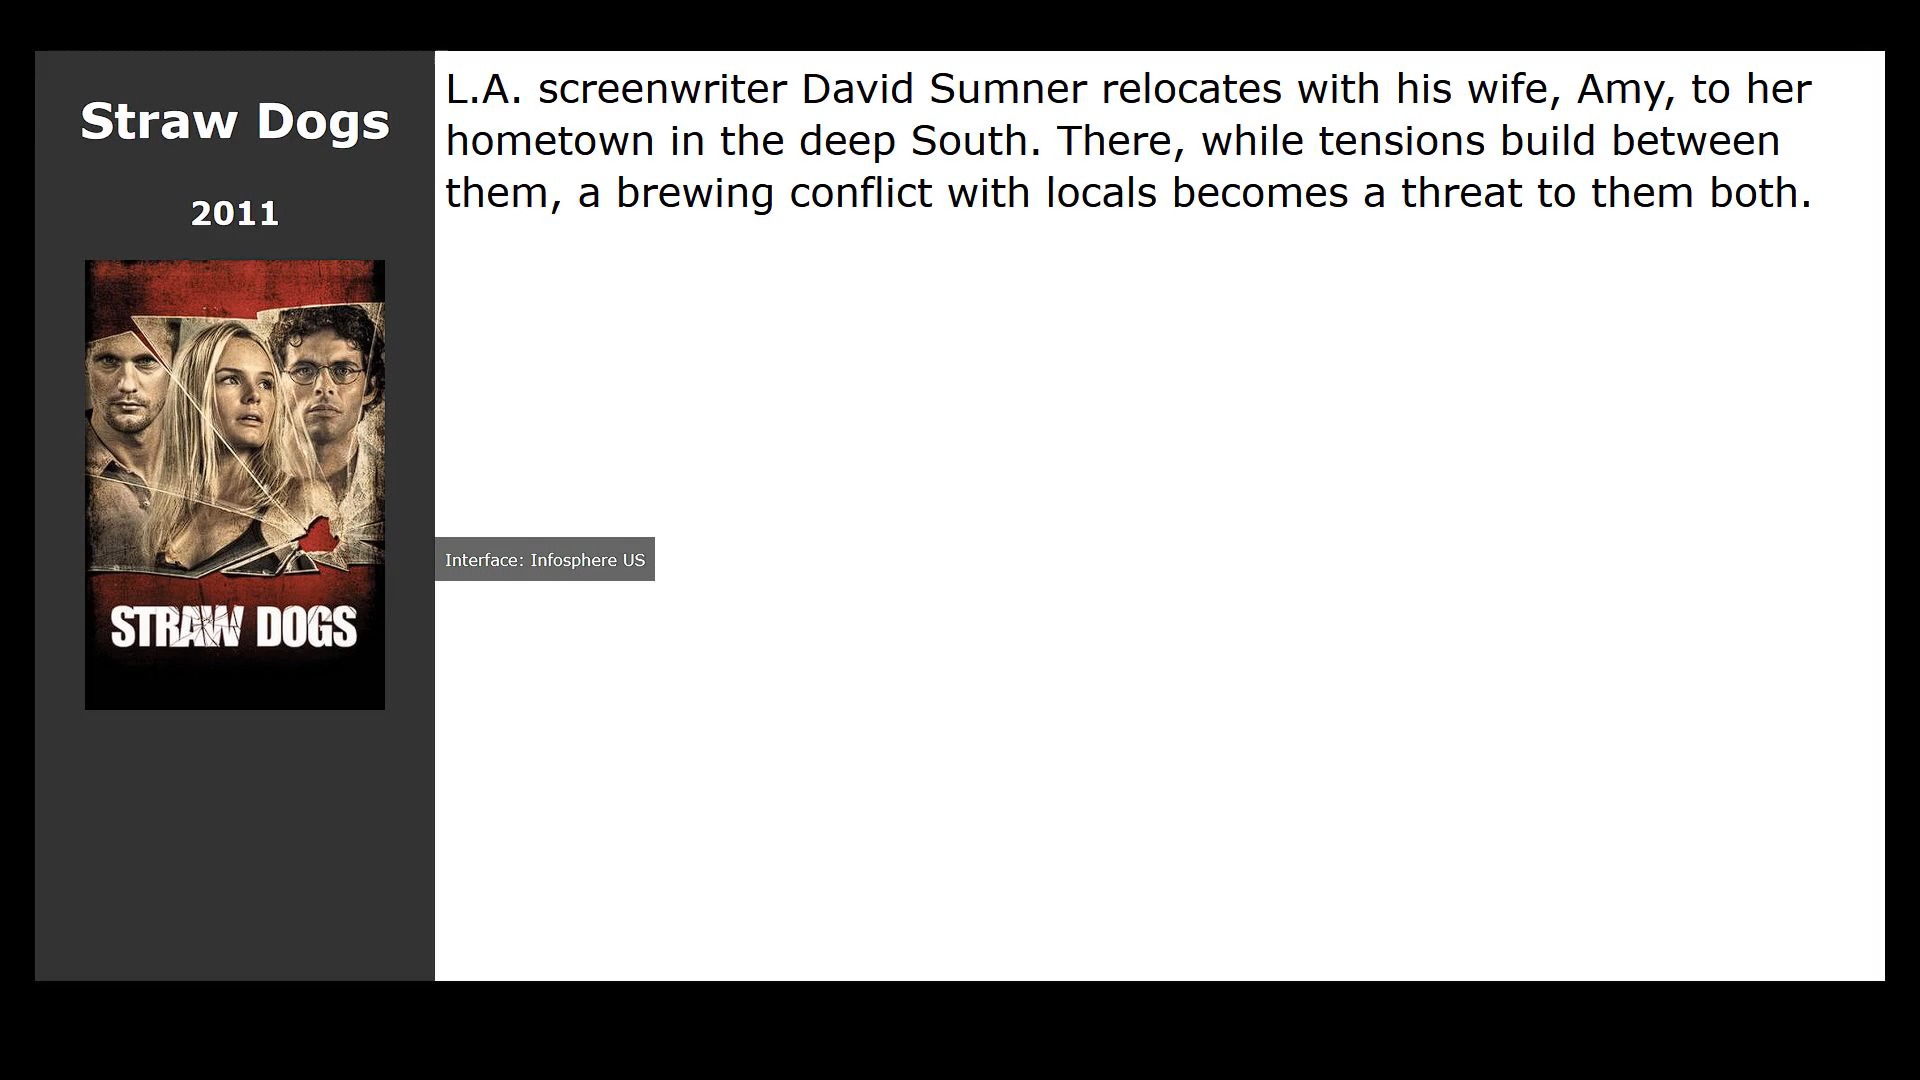 Straw Dogs
2011
STRAW DOGS
L.A. screenwriter David Sumner relocates with his wife, Amy, to her
hometown in the deep South. There, while tensions build between
them, a brewing conflict with locals becomes a threat to them both.
Interface: Infosphere US